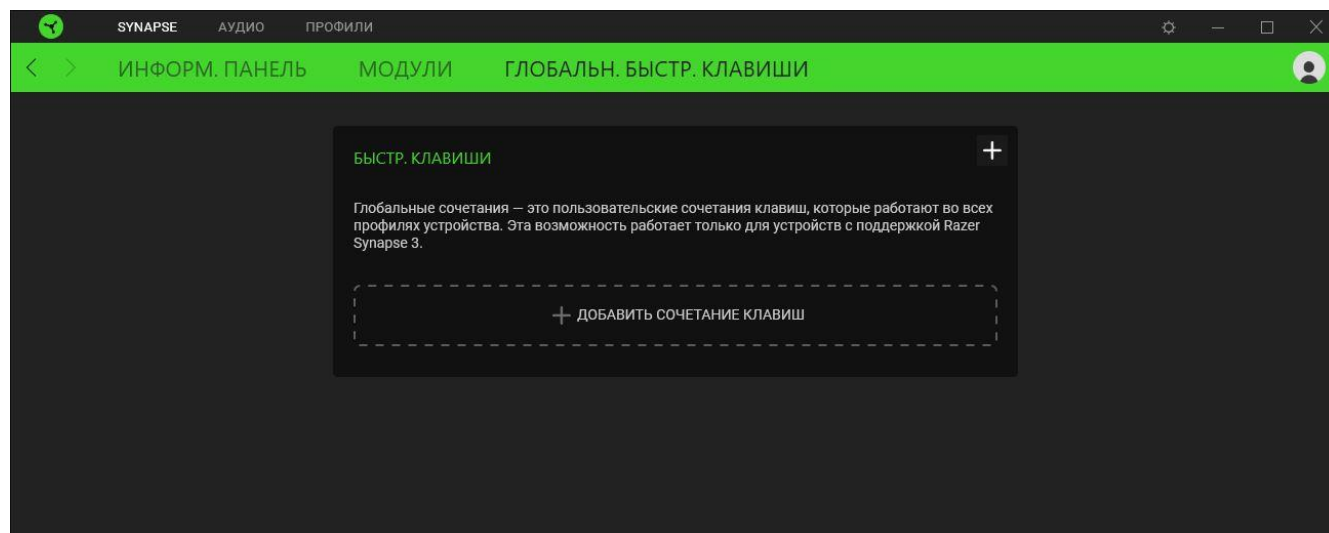 SYNAPSE АУДИО ПРОФИЛИ
ИНФОРМ. ПАНЕЛЬ МОДУЛИ ГЛОБАЛЬН. БЫСТР. КЛАВИШИ
БЫСТР. КЛАВИШИ
Глобальные сочетания — это пользовательские сочетания клавиш, которые работают во всех
профилях устройства. Эта возможность работает только для устройств с поддержкой Razer
Synapse 3.
ДОБАВИТЬ СОЧЕТАНИЕ КЛАВИШ